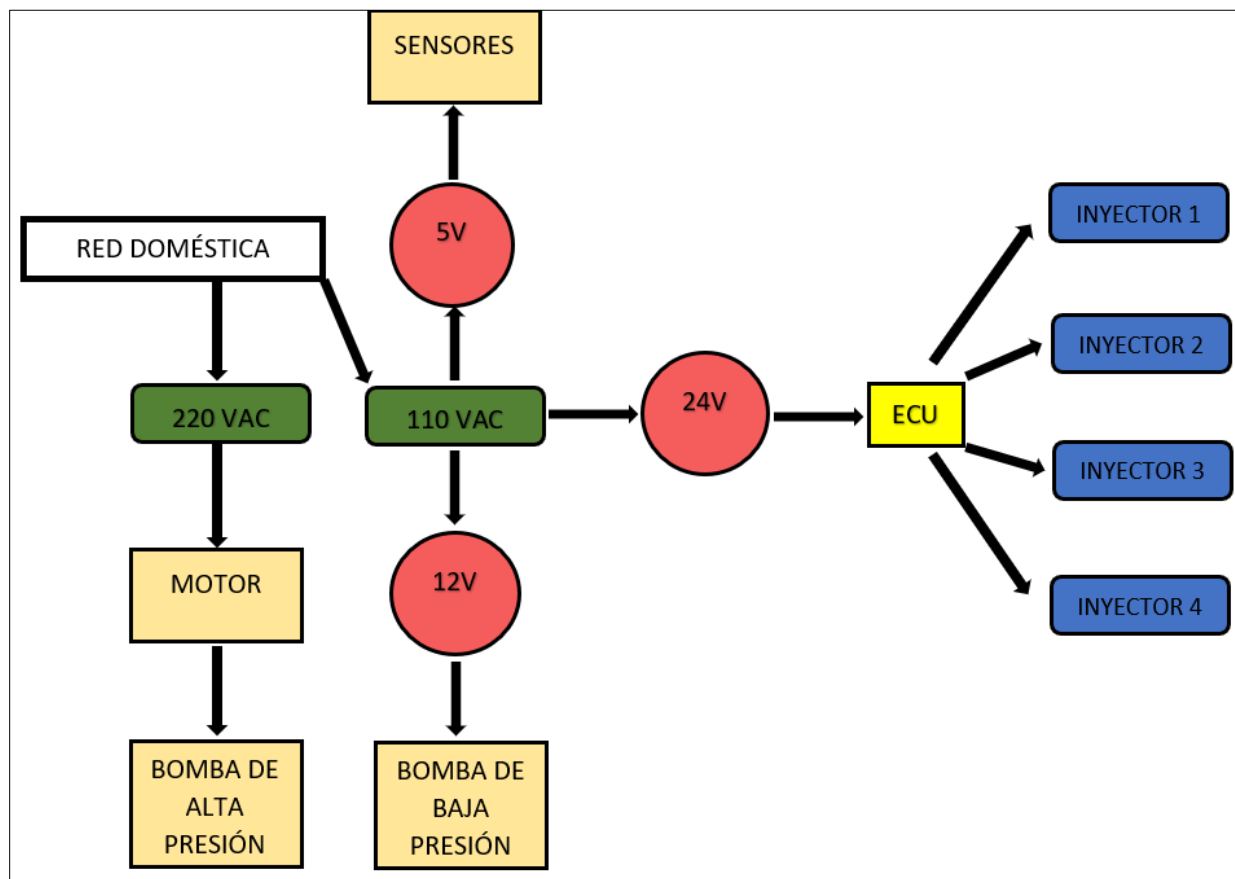 SENSORES
5V
RED DOMÉSTICA
INYECTOR 1
INYECTOR 2
220 VAC
110 VAC
24V
ECU
INYECTOR 3
MOTOR
12V
INYECTOR 4
BOMBA DE
ALTA
PRESIÓN
BOMBA DE
BAJA
PRESIÓN